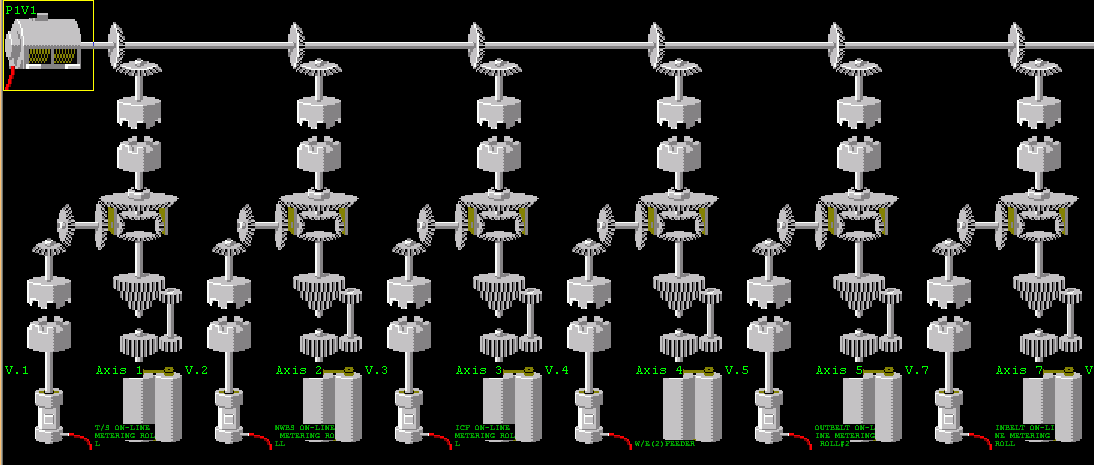 P1V1
V.1 Axis 1 V.2 Axis 2 V.3 Axis 3 V.4 Axis 4 V.5 Axis 5 V.7 Axis 7 V
T/S ON-LINE
METERING ROL
L
NWBS ON-LINE
METERING RO
LL
ICF ON-LINE
METERING ROL
L
W/E(2)FEEDER
OUTBELT ON-L
INE METERING
ROLL#2
INBELT ON-LI
NE METERING
ROLL